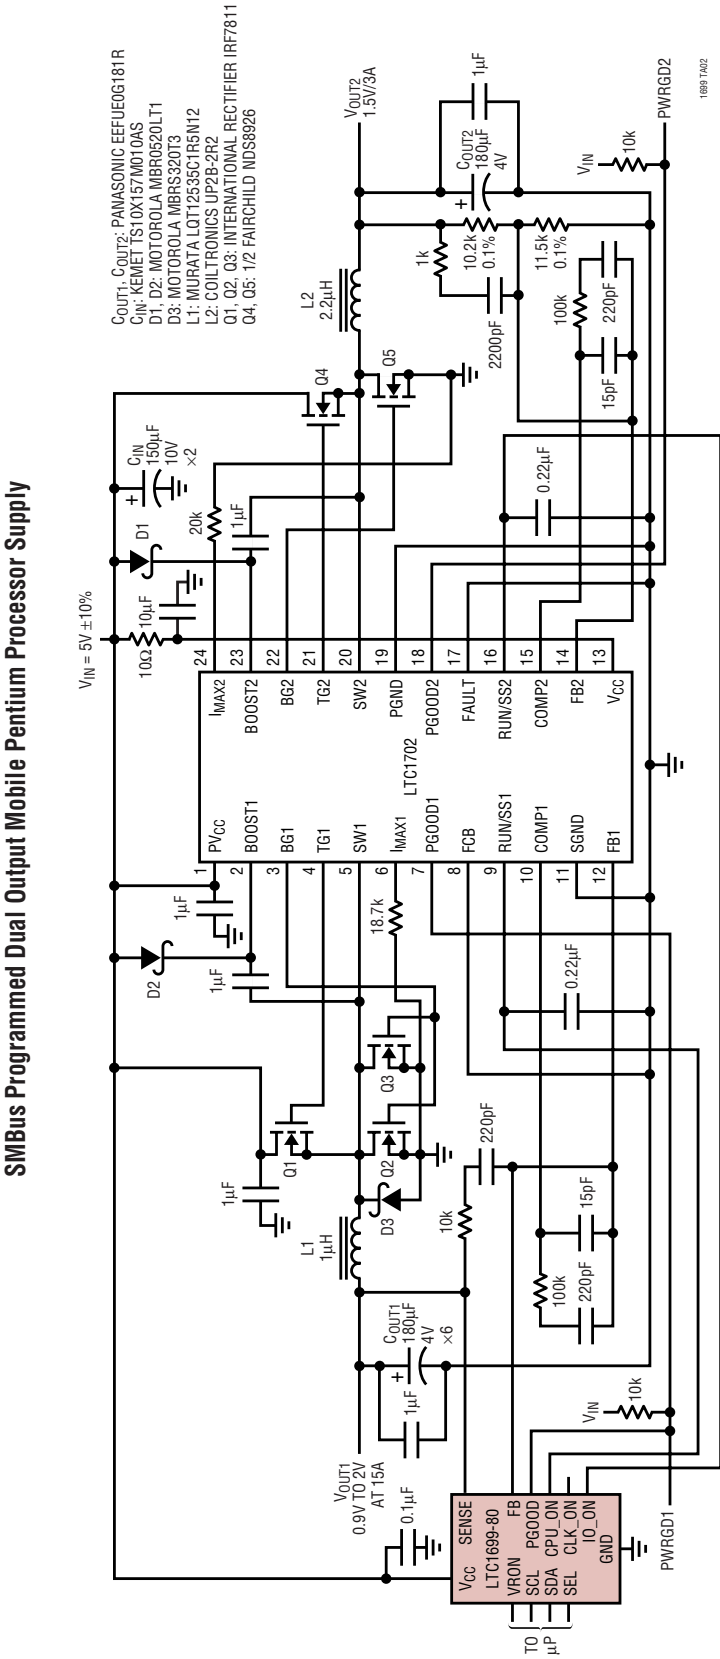 SMBus Programmed Dual Output Mobile Pentium Processor Supply
COUT1, COUT2: PANASONIC EEFUE0G181R
CIN: KEMET TS10X157M010AS
D1, D2: MOTOROLA MBR0520LT1
D3: MOTOROLA MBRS320T3
L1: MURATA LQT12535C1R5N12
L2: COILTRONICS UP2B-2R2
Q1, Q2, Q3: INTERNATIONAL RECTIFIER IRF7811
Q4, Q5: 1/2 FAIRCHILD NDS8926
VIN = 5V ±10%
10Ω
10µF
D1
CIN
150µF
10V
×2
+
20k
1µF
Q4
Q5
L2
2.2µH
VOUT2
1.5V/3A
1k
2200pF
10.2k
0.1%
11.5k
0.1%
COUT2
180µF
4V
+
1µF
100k
15pF
220pF
0.22µF
VIN
10k
PWRGD2
D2
1µF
1µF
1µF
Q1
Q2
Q3
D3
L1
1µH
18.7k
VOUT1
0.9V TO 2V
AT 15A
1µF
COUT1
180µF
4V
×6
+
10k
220pF
0.22µF
100k
15pF
220pF
VIN
10k
PWRGD1
0.1µF
LTC1702
1 PVCC
2 BOOST1
3 BG1
4 TG1
5 SW1
6 IMAX1
7 PGOOD1
8 FCB
9 RUN/SS1
10 COMP1
11 SGND
12 FB1
24 IMAX2
23 BOOST2
22 BG2
21 TG2
20 SW2
19 PGND
18 PGOOD2
17 FAULT
16 RUN/SS2
15 COMP2
14 FB2
13 VCC
VCC
SENSE
LTC1699-80
VRON
FB
SCL
PGOOD
SDA
CPU_ON
SEL
CLK_ON
IO_ON
GND
TO
µP
1699 TA02